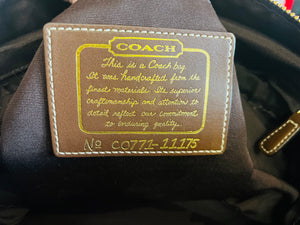 COACH
This is a Coach bag.
It was handcrafted from the
finest materials. Its superior
craftsmanship and attention to
detail reflect our commitment
to enduring quality.
No CO771-11175